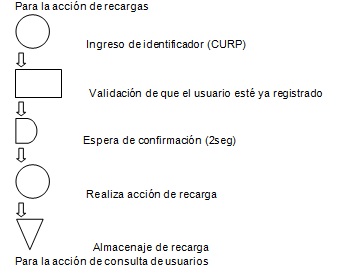 Para la acción de recargas
Ingreso de identificador (CURP)
Validación de que el usuario esté ya registrado
Espera de confirmación (2seg)
Realiza acción de recarga
Almacenaje de recarga
Para la acción de consulta de usuarios